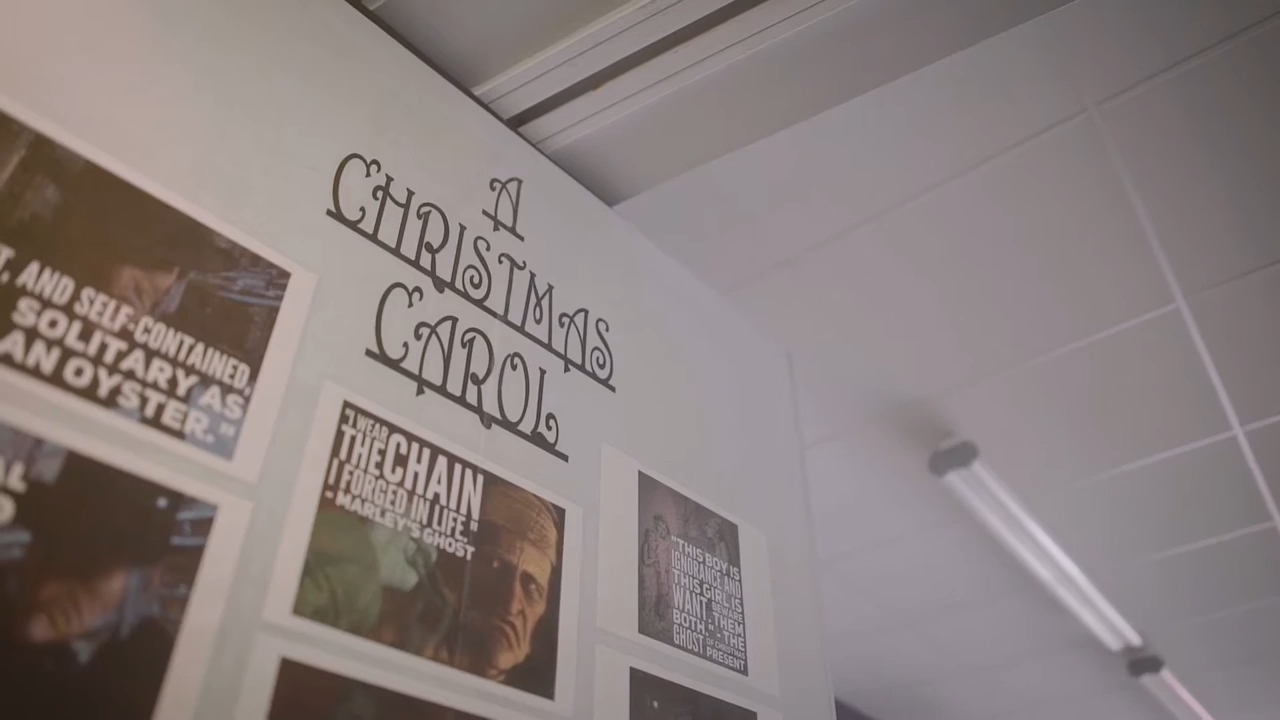 A
CHRISTMAS
CAROL
, AND SELF-CONTAINED,
SOLITARY AS
AN OYSTER."
"I WEAR
THE CHAIN
I FORGED IN LIFE."
- MARLEY'S GHOST
"THIS BOY IS
IGNORANCE AND
THIS GIRL IS
WANT. BEWARE THEM
BOTH." - THE
GHOST OF CHRISTMAS PRESENT